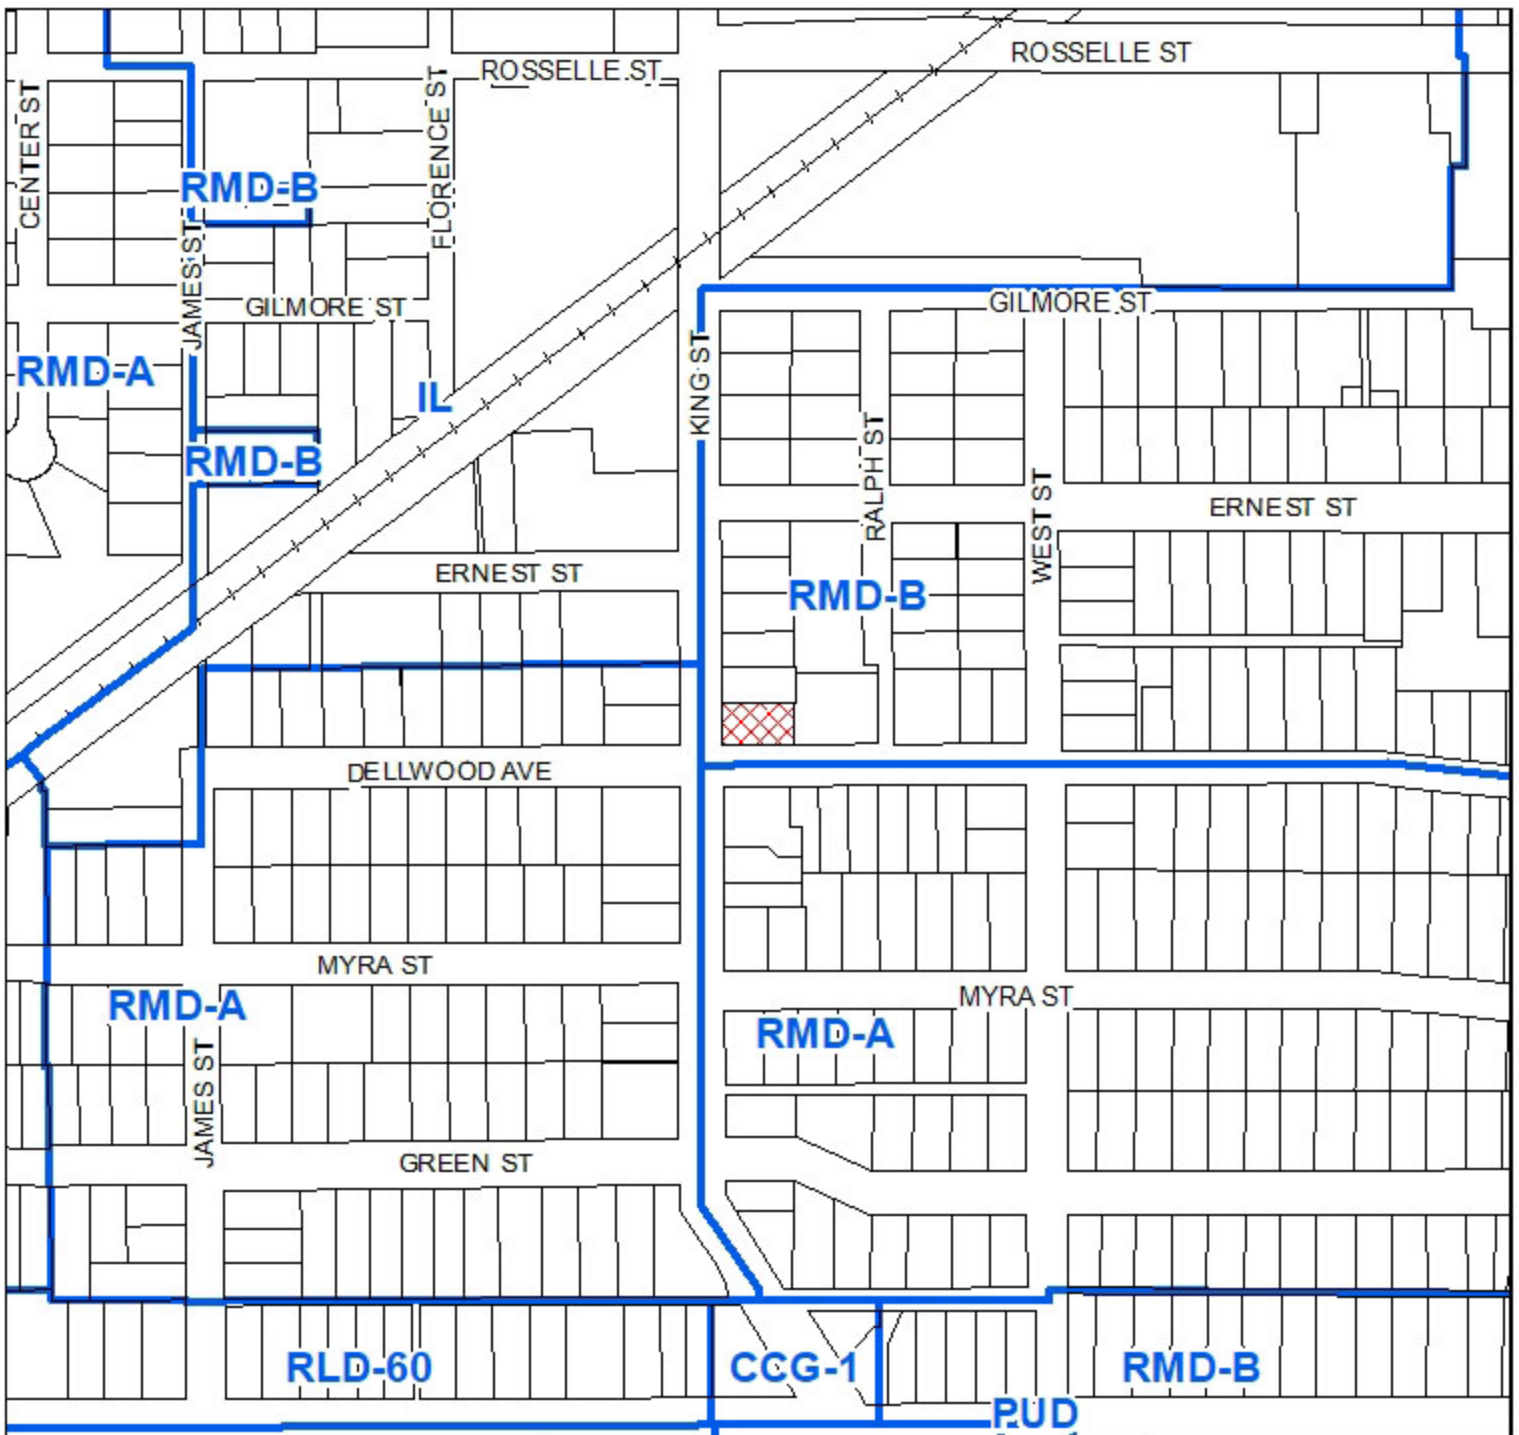 ROSSELLE ST
ROSSELLE ST
CENTER ST
FLORENCE ST
RMD-B
JAMES ST
GILMORE ST
GILMORE ST
RMD-A
KING ST
IL
RALPH ST
RMD-B
WEST ST
ERNEST ST
ERNEST ST
RMD-B
DELLWOOD AVE
MYRA ST
MYRA ST
RMD-A
RMD-A
JAMES ST
GREEN ST
RLD-60
CCG-1
RMD-B
PUD